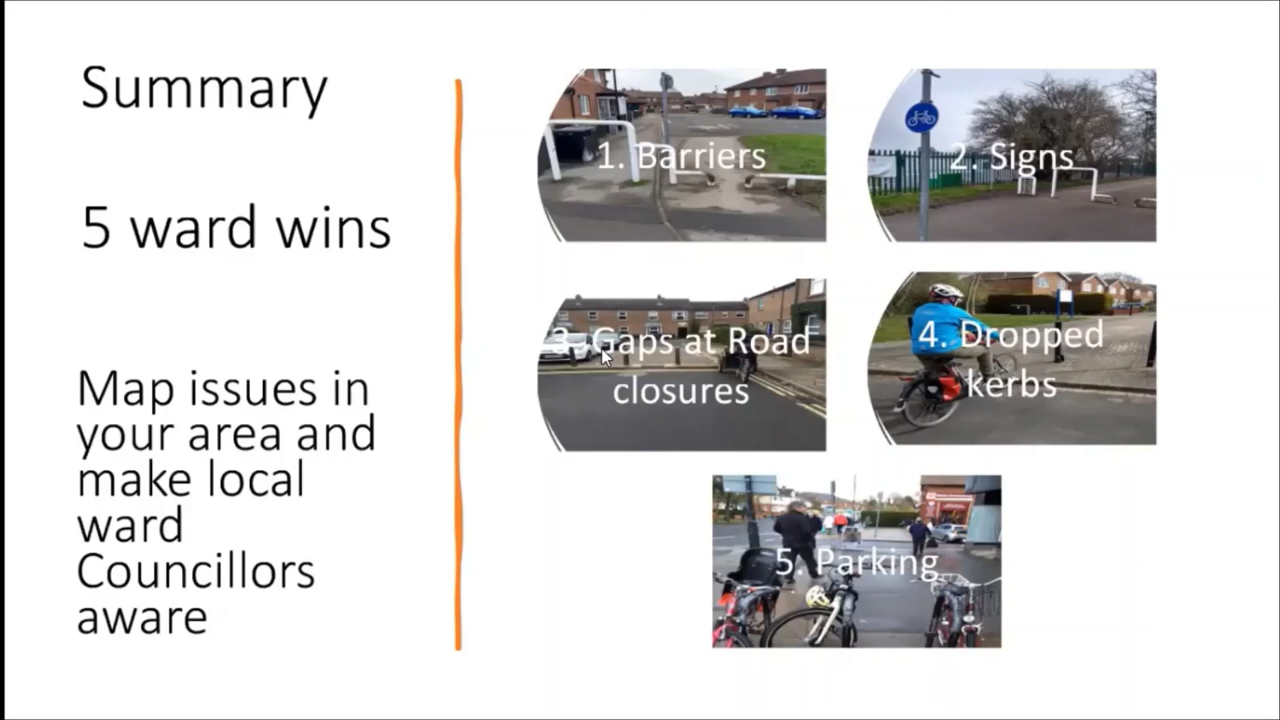 Summary
5 ward wins
Map issues in
your area and
make local
ward
Councillors
aware
1. Barriers
2. Signs
3. Gaps at Road
closures
4. Dropped
kerbs
5. Parking